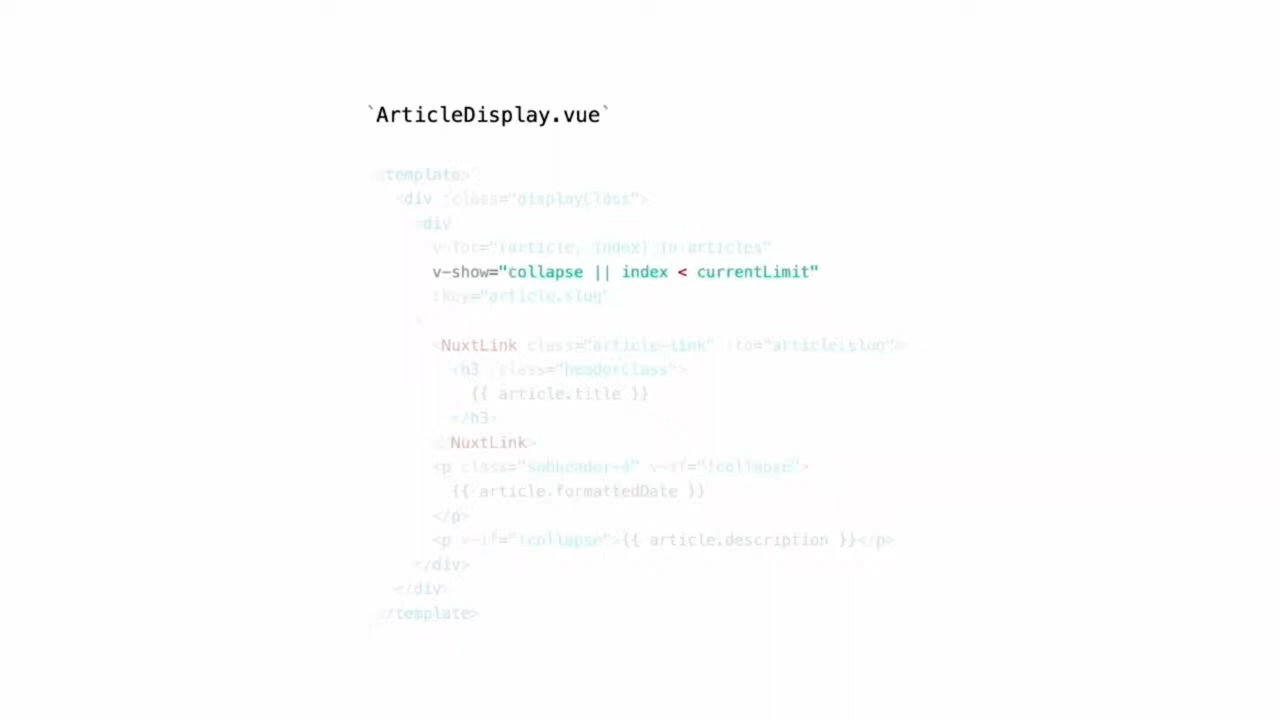 `ArticleDisplay.vue`
<template>
<div :class="displayClass">
<div
v-for="(article, index) in articles"
v-show="collapse || index < currentLimit"
:key="article.slug"
>
<NuxtLink class="article-link" :to="article.slug">
<h3 :class="headerClass">
{{ article.title }}
</h3>
</NuxtLink>
<p class="subheader-4" v-if="!collapse">
{{ article.formattedDate }}
</p>
<p v-if="!collapse">{{ article.description }}</p>
</div>
</div>
</template>